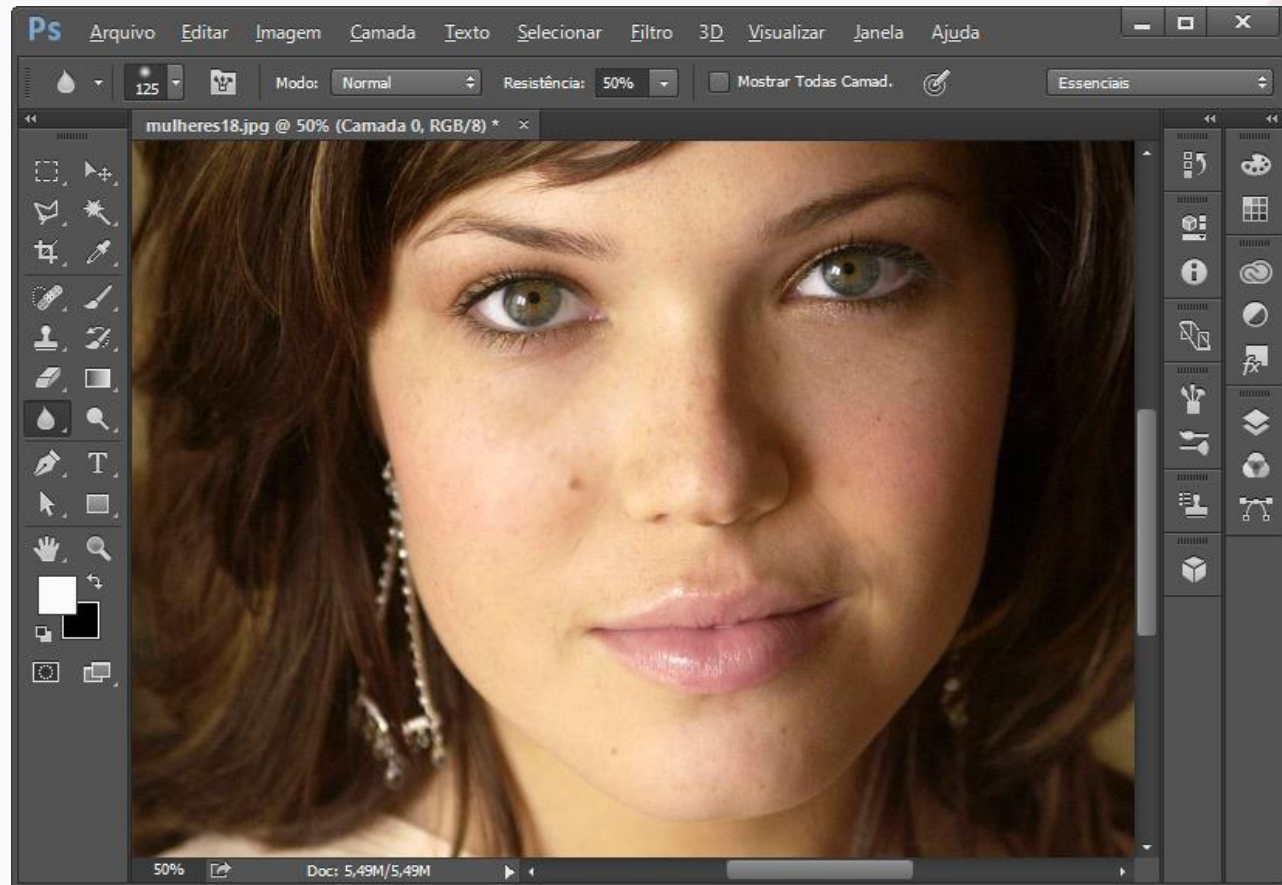 Ps Arquivo Editar Imagem Camada Texto Selecionar Filtro 3D Visualizar Janela Ajuda
125 Modo: Normal Resistência: 50% Mostrar Todas Camad. Essenciais
mulheres18.jpg @ 50% (Camada 0, RGB/8) * ×
50% Doc: 5,49M/5,49M